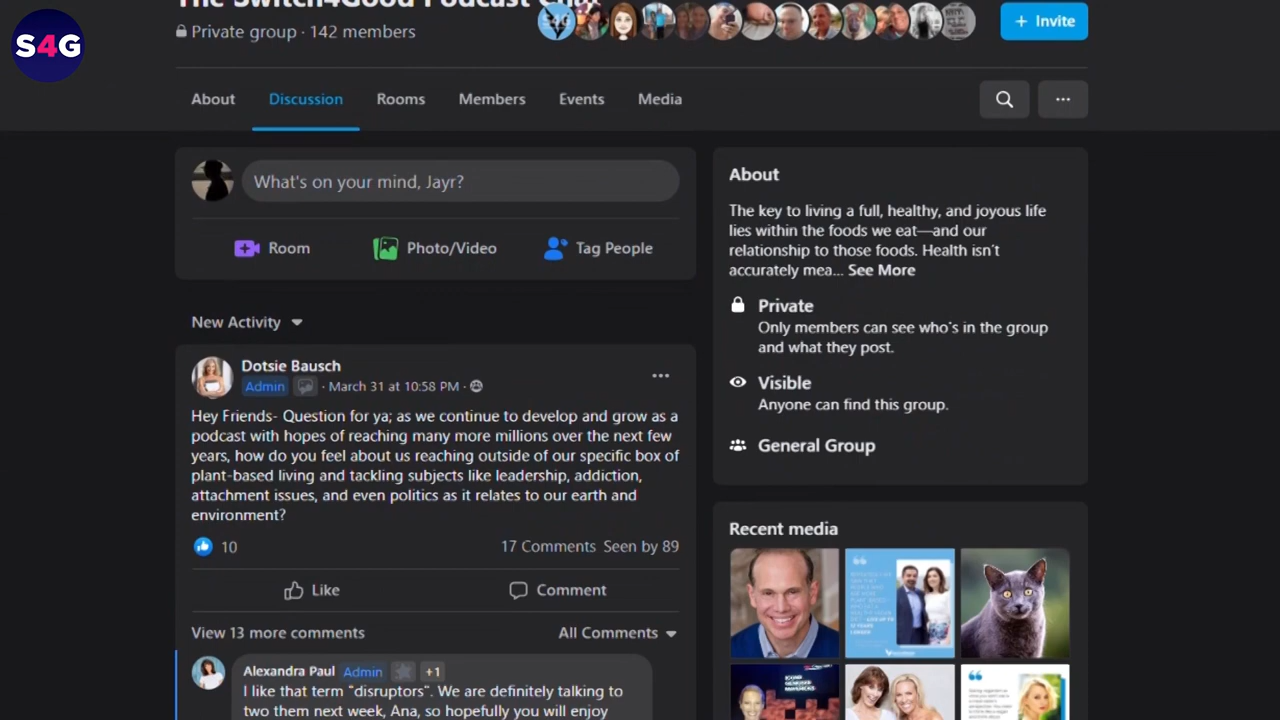 The Switch4Good Podcast Chat
S4G
Private group · 142 members
+ Invite
About
Discussion
Rooms
Members
Events
Media
What's on your mind, Jayr?
Room
Photo/Video
Tag People
New Activity
Dotsie Bausch
Admin · March 31 at 10:58 PM ·
Hey Friends- Question for ya; as we continue to develop and grow as a
podcast with hopes of reaching many more millions over the next few
years, how do you feel about us reaching outside of our specific box of
plant-based living and tackling subjects like leadership, addiction,
attachment issues, and even politics as it relates to our earth and
environment?
10
17 Comments Seen by 89
Like
Comment
View 13 more comments
All Comments
Alexandra Paul Admin +1
I like that term "disruptors". We are definitely talking to
two next week, Ana, so hopefully you will enjoy
About
The key to living a full, healthy, and joyous life
lies within the foods we eat—and our
relationship to those foods. Health isn't
accurately mea... See More
Private
Only members can see who's in the group
and what they post.
Visible
Anyone can find this group.
General Group
Recent media